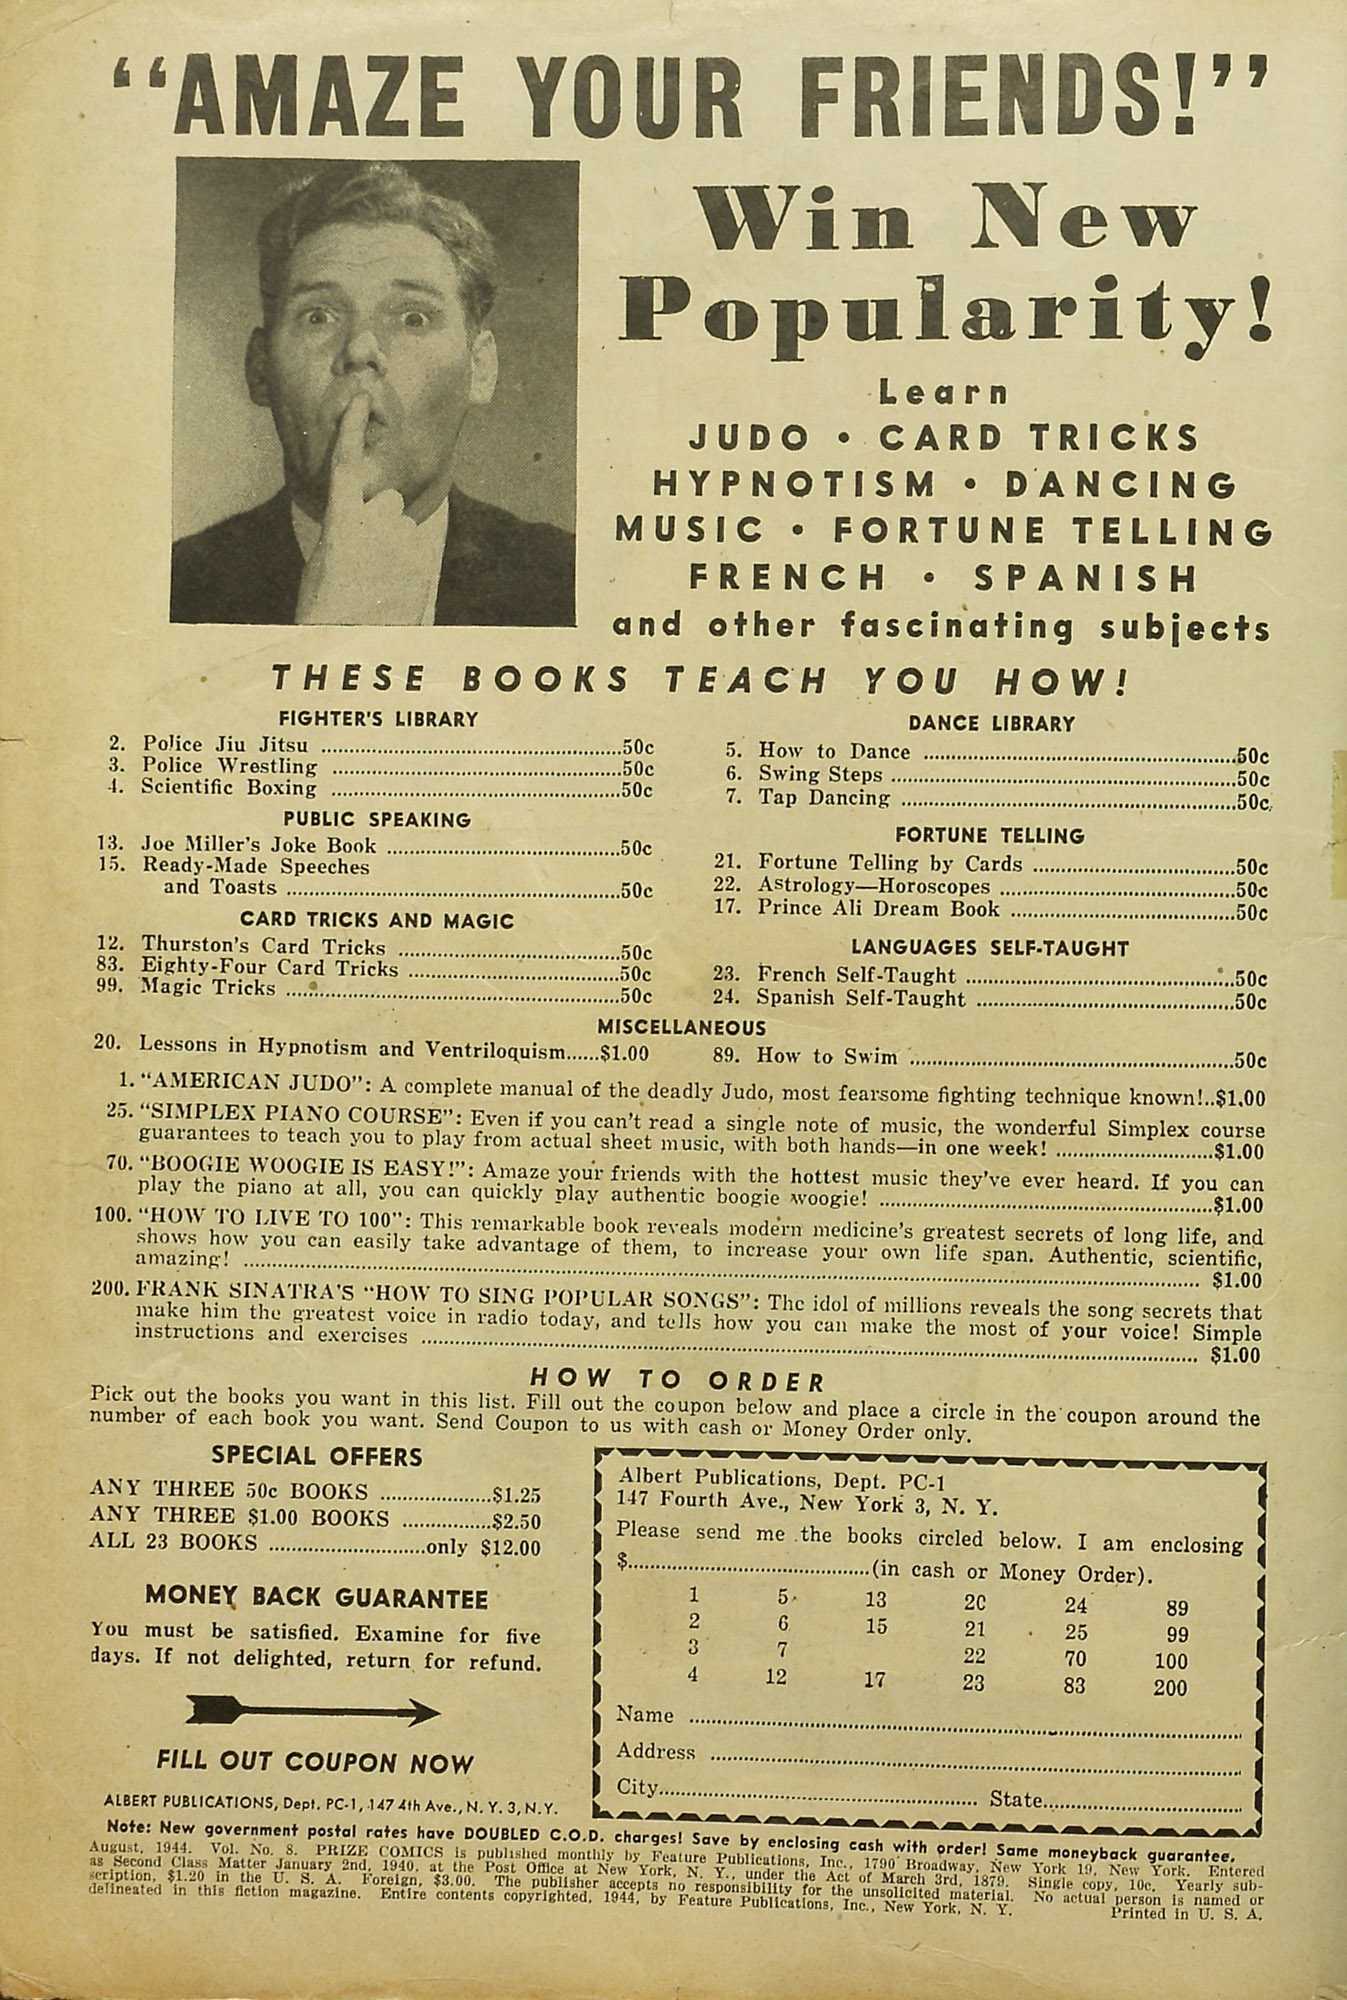 "AMAZE YOUR FRIENDS!"
Win New
Popularity!
Learn
JUDO • CARD TRICKS
HYPNOTISM • DANCING
MUSIC • FORTUNE TELLING
FRENCH • SPANISH
and other fascinating subjects
THESE BOOKS TEACH YOU HOW!
FIGHTER'S LIBRARY
2. Police Jiu Jitsu ........50c
3. Police Wrestling ........50c
4. Scientific Boxing ........50c
PUBLIC SPEAKING
13. Joe Miller's Joke Book ........50c
15. Ready-Made Speeches
and Toasts ........50c
CARD TRICKS AND MAGIC
12. Thurston's Card Tricks ........50c
83. Eighty-Four Card Tricks ........50c
99. Magic Tricks ........50c
DANCE LIBRARY
5. How to Dance ........50c
6. Swing Steps ........50c
7. Tap Dancing ........50c
FORTUNE TELLING
21. Fortune Telling by Cards ........50c
22. Astrology—Horoscopes ........50c
17. Prince Ali Dream Book ........50c
LANGUAGES SELF-TAUGHT
23. French Self-Taught ........50c
24. Spanish Self-Taught ........50c
MISCELLANEOUS
20. Lessons in Hypnotism and Ventriloquism......$1.00
89. How to Swim ........50c
1. "AMERICAN JUDO": A complete manual of the deadly Judo, most fearsome fighting technique known!..$1.00
25. "SIMPLEX PIANO COURSE": Even if you can't read a single note of music, the wonderful Simplex course
guarantees to teach you to play from actual sheet music, with both hands—in one week! ........$1.00
70. "BOOGIE WOOGIE IS EASY!": Amaze your friends with the hottest music they've ever heard. If you can
play the piano at all, you can quickly play authentic boogie woogie! ........$1.00
100. "HOW TO LIVE TO 100": This remarkable book reveals modern medicine's greatest secrets of long life, and
shows how you can easily take advantage of them, to increase your own life span. Authentic, scientific,
amazing! ........ $1.00
200. FRANK SINATRA'S "HOW TO SING POPULAR SONGS": The idol of millions reveals the song secrets that
make him the greatest voice in radio today, and tells how you can make the most of your voice! Simple
instructions and exercises ........ $1.00
HOW TO ORDER
Pick out the books you want in this list. Fill out the coupon below and place a circle in the coupon around the
number of each book you want. Send Coupon to us with cash or Money Order only.
SPECIAL OFFERS
ANY THREE 50c BOOKS ........$1.25
ANY THREE $1.00 BOOKS ........$2.50
ALL 23 BOOKS ........only $12.00
MONEY BACK GUARANTEE
You must be satisfied. Examine for five
days. If not delighted, return for refund.
FILL OUT COUPON NOW
ALBERT PUBLICATIONS, Dept. PC-1, 147 4th Ave., N. Y. 3, N.Y.
Albert Publications, Dept. PC-1
147 Fourth Ave., New York 3, N. Y.
Please send me the books circled below. I am enclosing
$........(in cash or Money Order).
1 5 13 20 24 89
2 6 15 21 25 99
3 7 22 70 100
4 12 17 23 83 200
Name ........
Address ........
City........ State........
Note: New government postal rates have DOUBLED C.O.D. charges! Save by enclosing cash with order! Same moneyback guarantee.
August, 1944. Vol. No. 8. PRIZE COMICS is published monthly by Feature Publications, Inc., 1790 Broadway, New York 19, New York. Entered
as Second Class Matter January 2nd, 1940, at the Post Office at New York, N. Y., under the Act of March 3rd, 1879. Single copy, 10c. Yearly sub-
scription, $1.20 in the U. S. A. Foreign, $3.00. The publisher accepts no responsibility for the unsolicited material. No actual person is named or
delineated in this fiction magazine. Entire contents copyrighted, 1944, by Feature Publications, Inc., New York, N. Y. Printed in U. S. A.